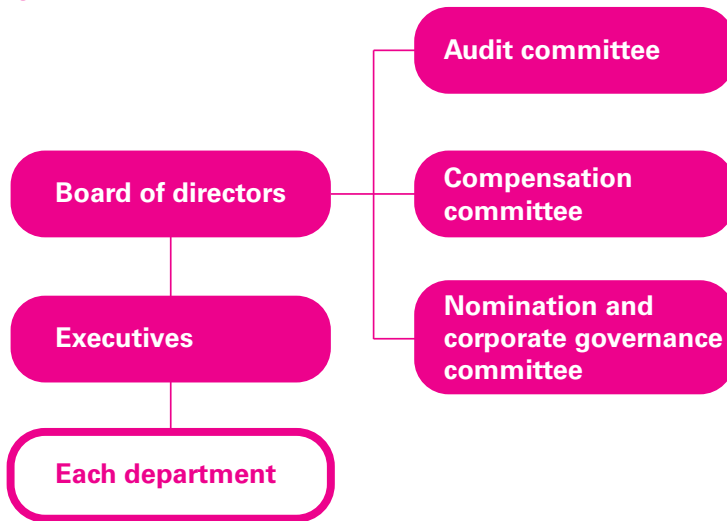 Audit committee
Board of directors
Compensation
committee
Executives
Nomination and
corporate governance
committee
Each department